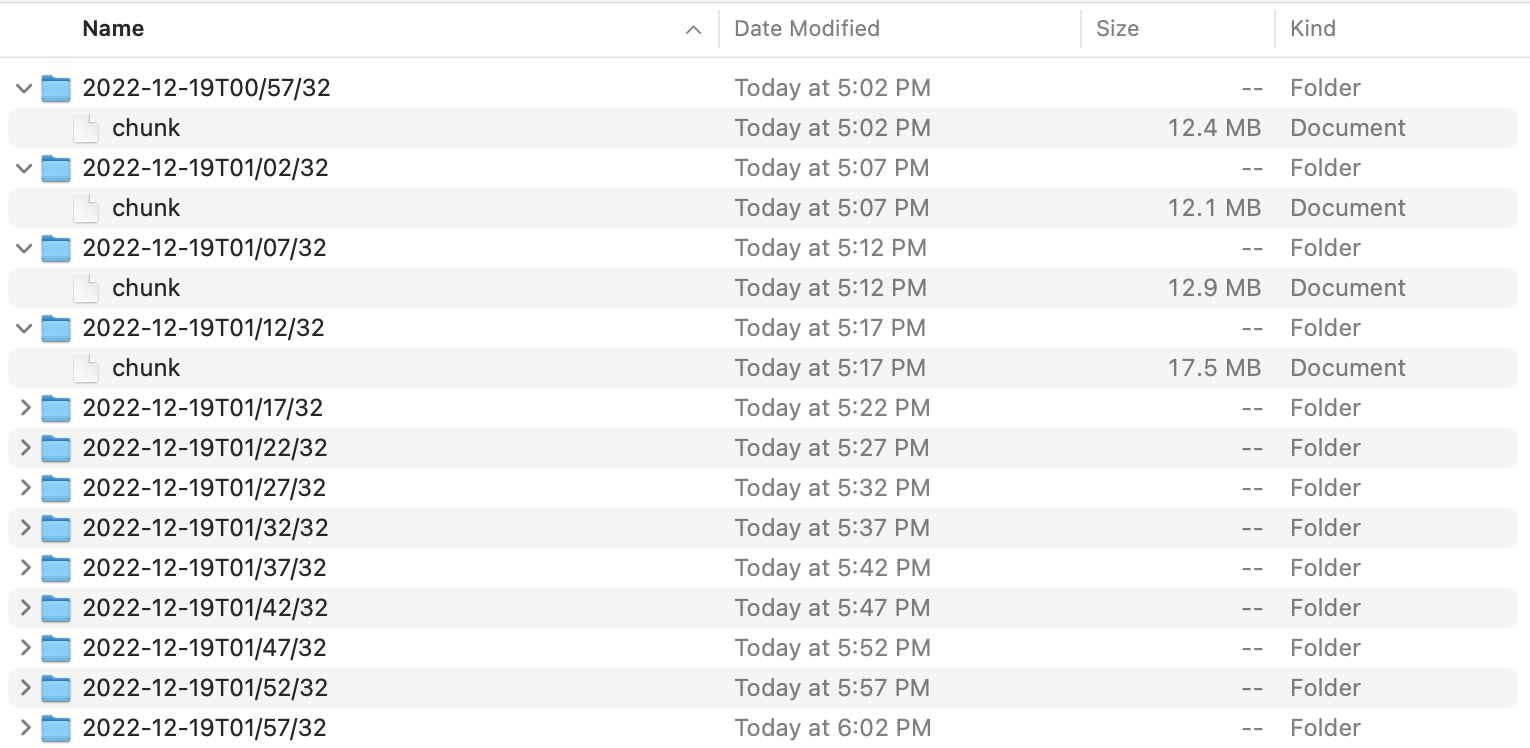 Name Date Modified Size Kind
2022-12-19T00/57/32 Today at 5:02 PM -- Folder
chunk Today at 5:02 PM 12.4 MB Document
2022-12-19T01/02/32 Today at 5:07 PM -- Folder
chunk Today at 5:07 PM 12.1 MB Document
2022-12-19T01/07/32 Today at 5:12 PM -- Folder
chunk Today at 5:12 PM 12.9 MB Document
2022-12-19T01/12/32 Today at 5:17 PM -- Folder
chunk Today at 5:17 PM 17.5 MB Document
2022-12-19T01/17/32 Today at 5:22 PM -- Folder
2022-12-19T01/22/32 Today at 5:27 PM -- Folder
2022-12-19T01/27/32 Today at 5:32 PM -- Folder
2022-12-19T01/32/32 Today at 5:37 PM -- Folder
2022-12-19T01/37/32 Today at 5:42 PM -- Folder
2022-12-19T01/42/32 Today at 5:47 PM -- Folder
2022-12-19T01/47/32 Today at 5:52 PM -- Folder
2022-12-19T01/52/32 Today at 5:57 PM -- Folder
2022-12-19T01/57/32 Today at 6:02 PM -- Folder